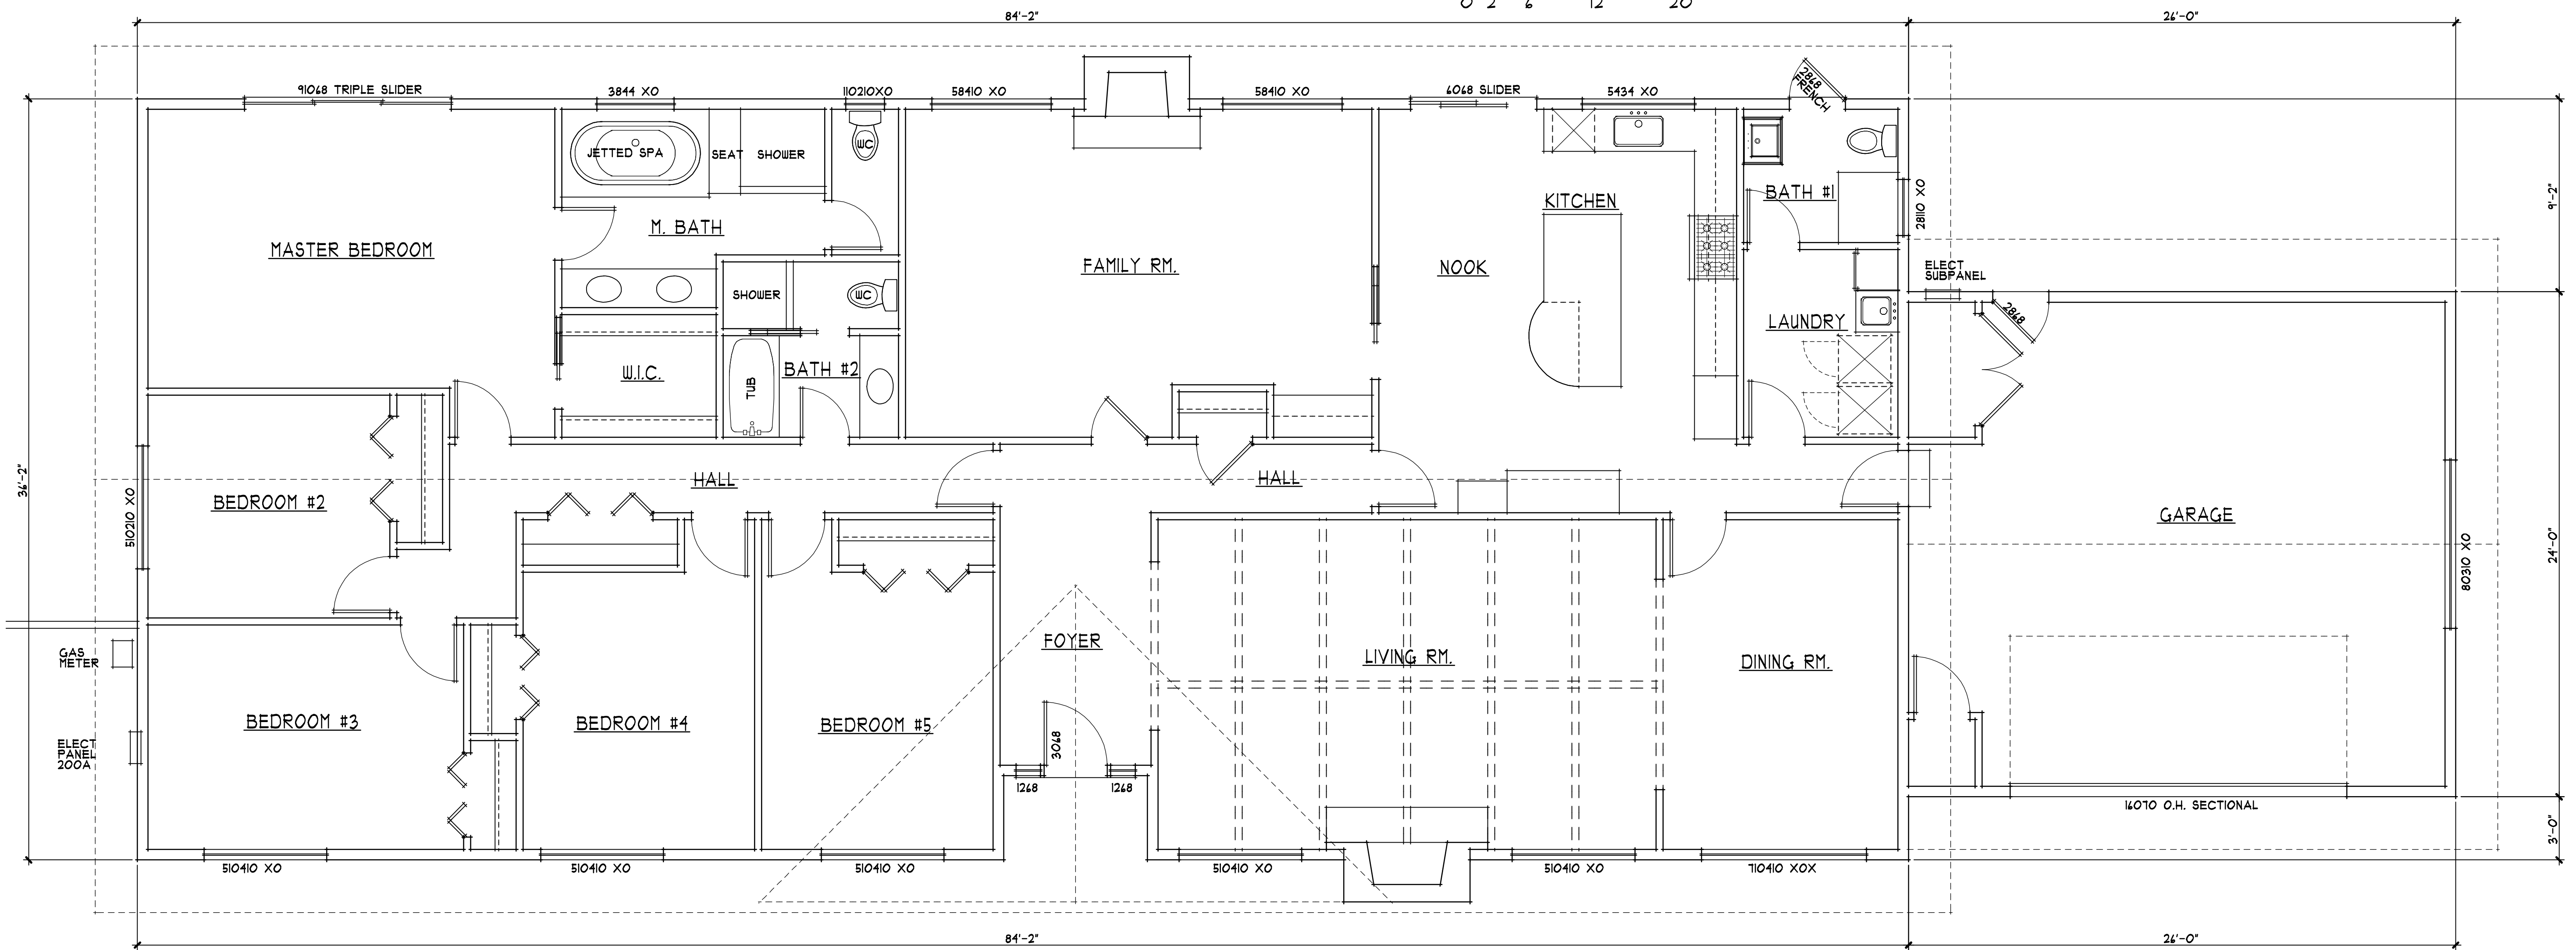 0 2 6 12 20
84'-2"
26'-0"
91068 TRIPLE SLIDER
3844 XO
110210XO
58410 XO
58410 XO
6068 SLIDER
5434 XO
2868
FRENCH
JETTED SPA
SEAT
SHOWER
WC
M. BATH
MASTER BEDROOM
FAMILY RM.
NOOK
KITCHEN
BATH #1
28110 XO
9'-2"
SHOWER
WC
ELECT
SUBPANEL
LAUNDRY
2868
W.I.C.
TUB
BATH #2
36'-2"
510210 XO
BEDROOM #2
HALL
HALL
GARAGE
80310 XO
24'-0"
GAS
METER
FOYER
LIVING RM.
DINING RM.
BEDROOM #3
BEDROOM #4
BEDROOM #5
ELECT
PANEL
200A
3068
1268
1268
16070 O.H. SECTIONAL
3'-0"
510410 XO
510410 XO
510410 XO
510410 XO
510410 XO
710410 XOX
84'-2"
26'-0"